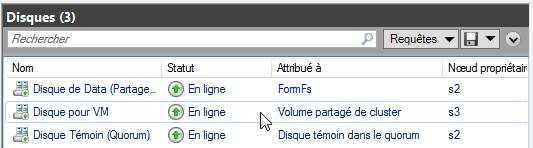 Disques (3)
Rechercher Requêtes
Nom Statut Attribué à Nœud propriétaire
Disque de Data (Partage... En ligne FormFs s2
Disque pour VM En ligne Volume partagé de cluster s3
Disque Témoin (Quorum) En ligne Disque témoin dans le quorum s2